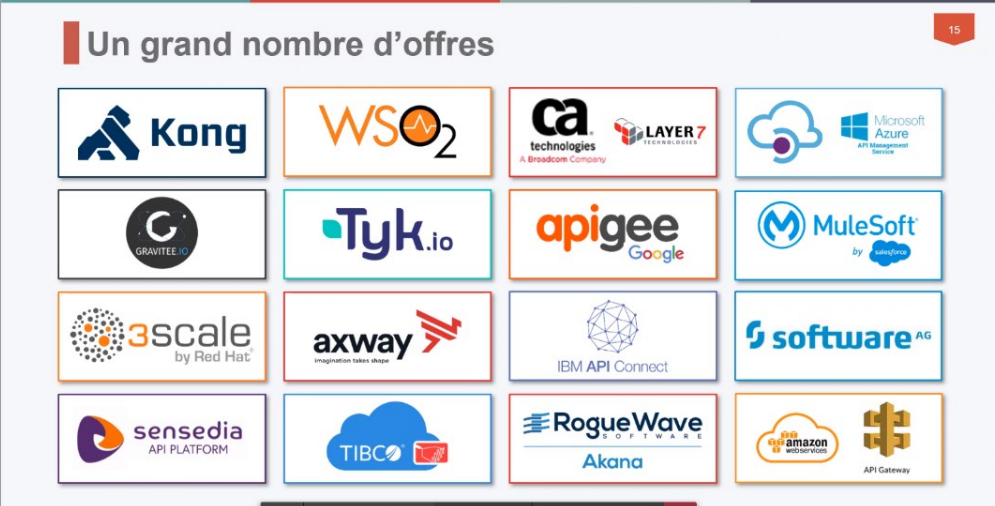 Un grand nombre d'offres
15
Kong
WSO2
ca
technologies
A Broadcom Company
LAYER 7
TECHNOLOGIES
Microsoft
Azure
API Management
Service
G
GRAVITEE.IO
Tyk.io
apigee
Google
MuleSoft
by salesforce
3scale
by Red Hat
axway
imagination takes shape
IBM API Connect
software AG
sensedia
API PLATFORM
TIBCO
RogueWave
SOFTWARE
Akana
amazon
webservices
API Gateway